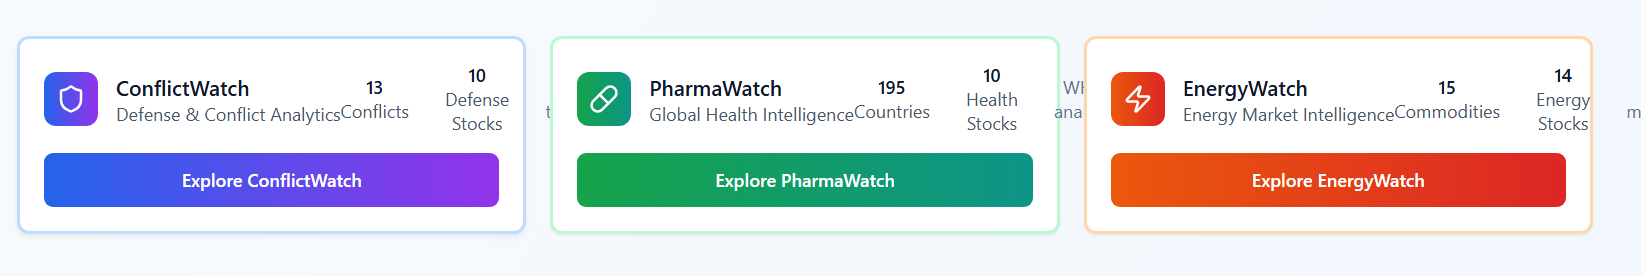 ConflictWatch
Defense & Conflict Analytics
13
Conflicts
10
Defense
Stocks
t
PharmaWatch
Global Health Intelligence
195
Countries
10
Health
Stocks
WH
ana
EnergyWatch
Energy Market Intelligence
15
Commodities
14
Energy
Stocks
m
Explore ConflictWatch
Explore PharmaWatch
Explore EnergyWatch